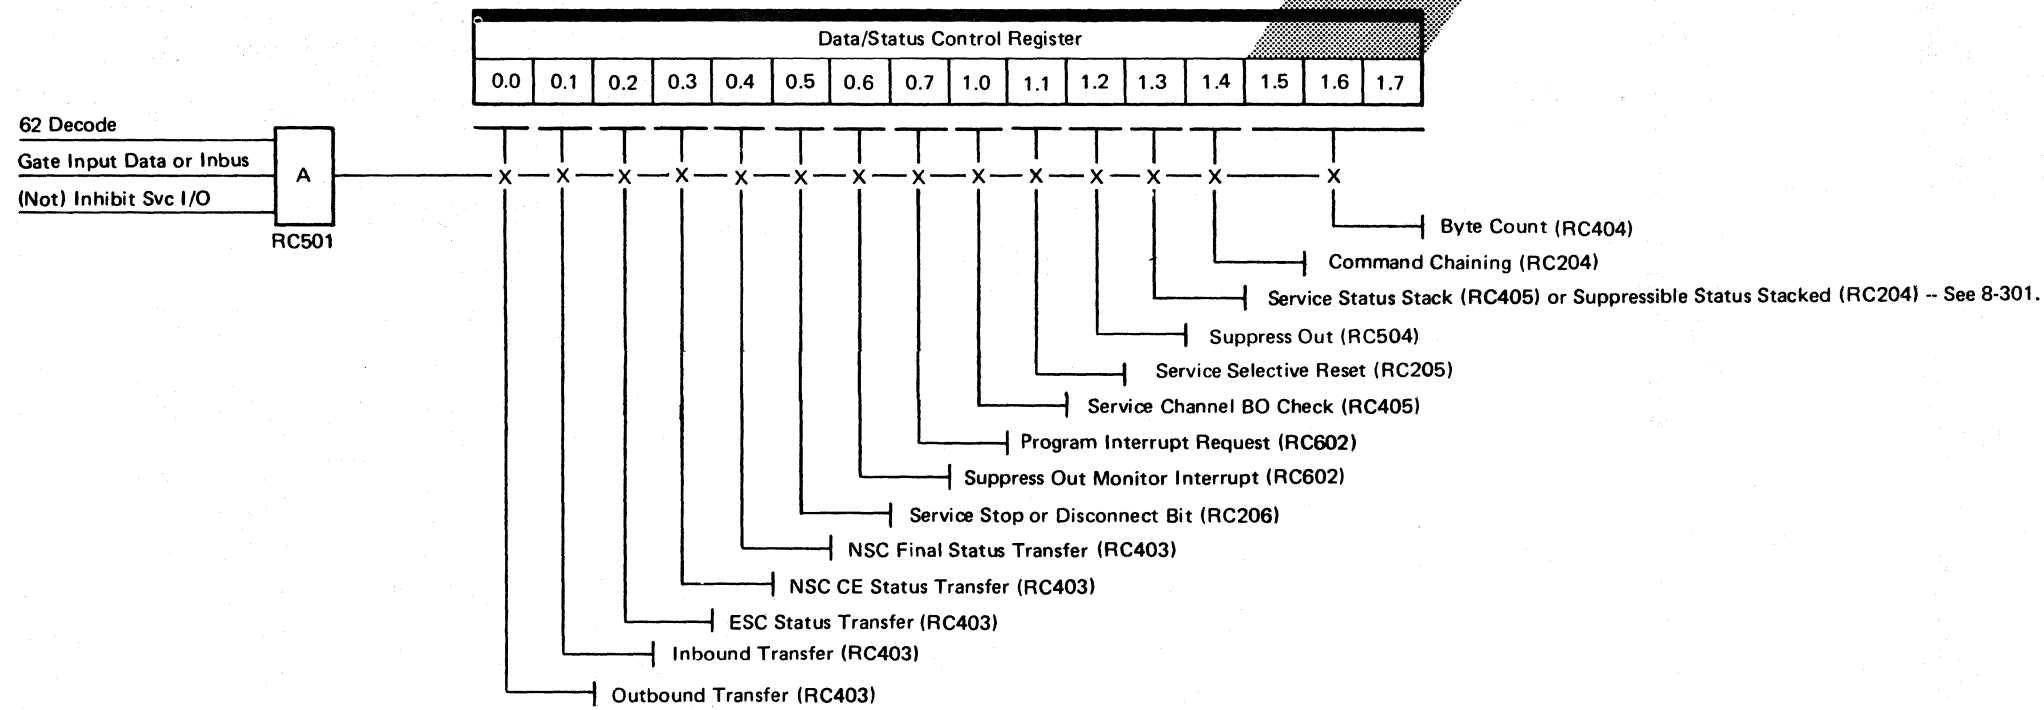 Data/Status Control Register
0.0 0.1 0.2 0.3 0.4 0.5 0.6 0.7 1.0 1.1 1.2 1.3 1.4 1.5 1.6 1.7
62 Decode
Gate Input Data or Inbus
(Not) Inhibit Svc I/O
A
RC501
X X X X X X X X X X X X X X
Byte Count (RC404)
Command Chaining (RC204)
Service Status Stack (RC405) or Suppressible Status Stacked (RC204) -- See 8-301.
Suppress Out (RC504)
Service Selective Reset (RC205)
Service Channel BO Check (RC405)
Program Interrupt Request (RC602)
Suppress Out Monitor Interrupt (RC602)
Service Stop or Disconnect Bit (RC206)
NSC Final Status Transfer (RC403)
NSC CE Status Transfer (RC403)
ESC Status Transfer (RC403)
Inbound Transfer (RC403)
Outbound Transfer (RC403)